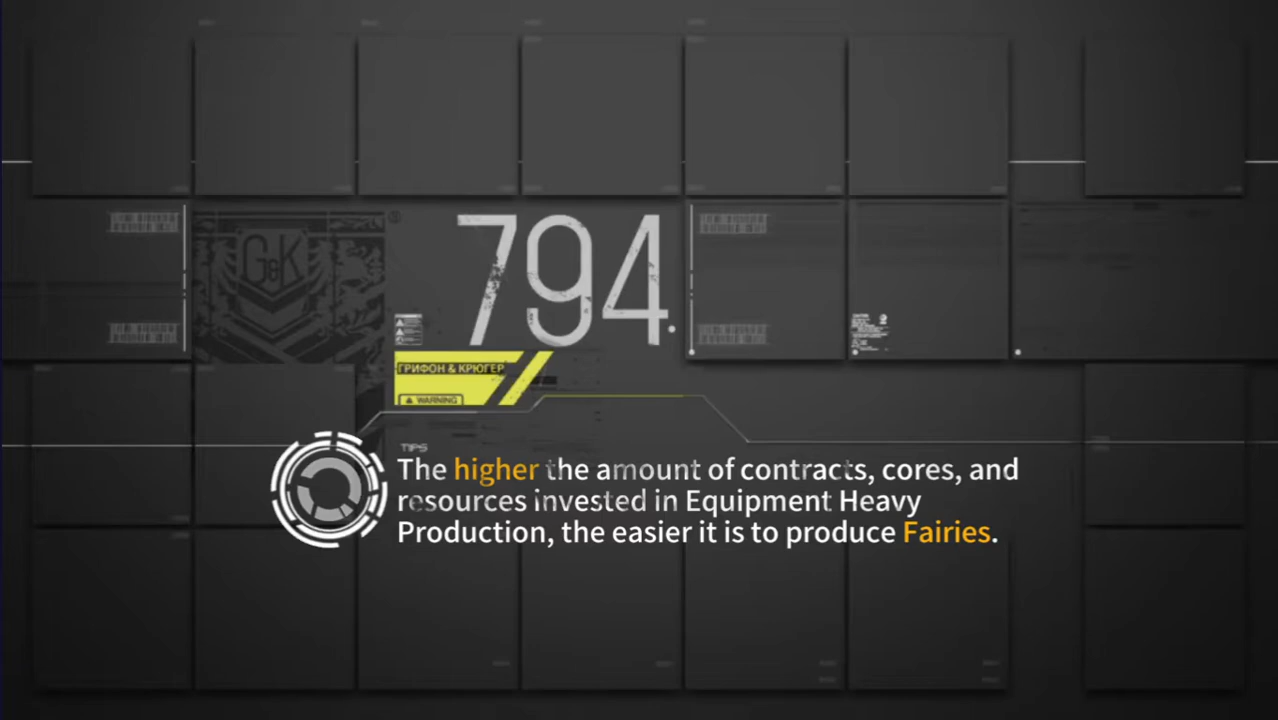 G&K
794.
ГРИФОН & КРЮГЕР
WARNING
TIPS
The higher the amount of contracts, cores, and
resources invested in Equipment Heavy
Production, the easier it is to produce Fairies.